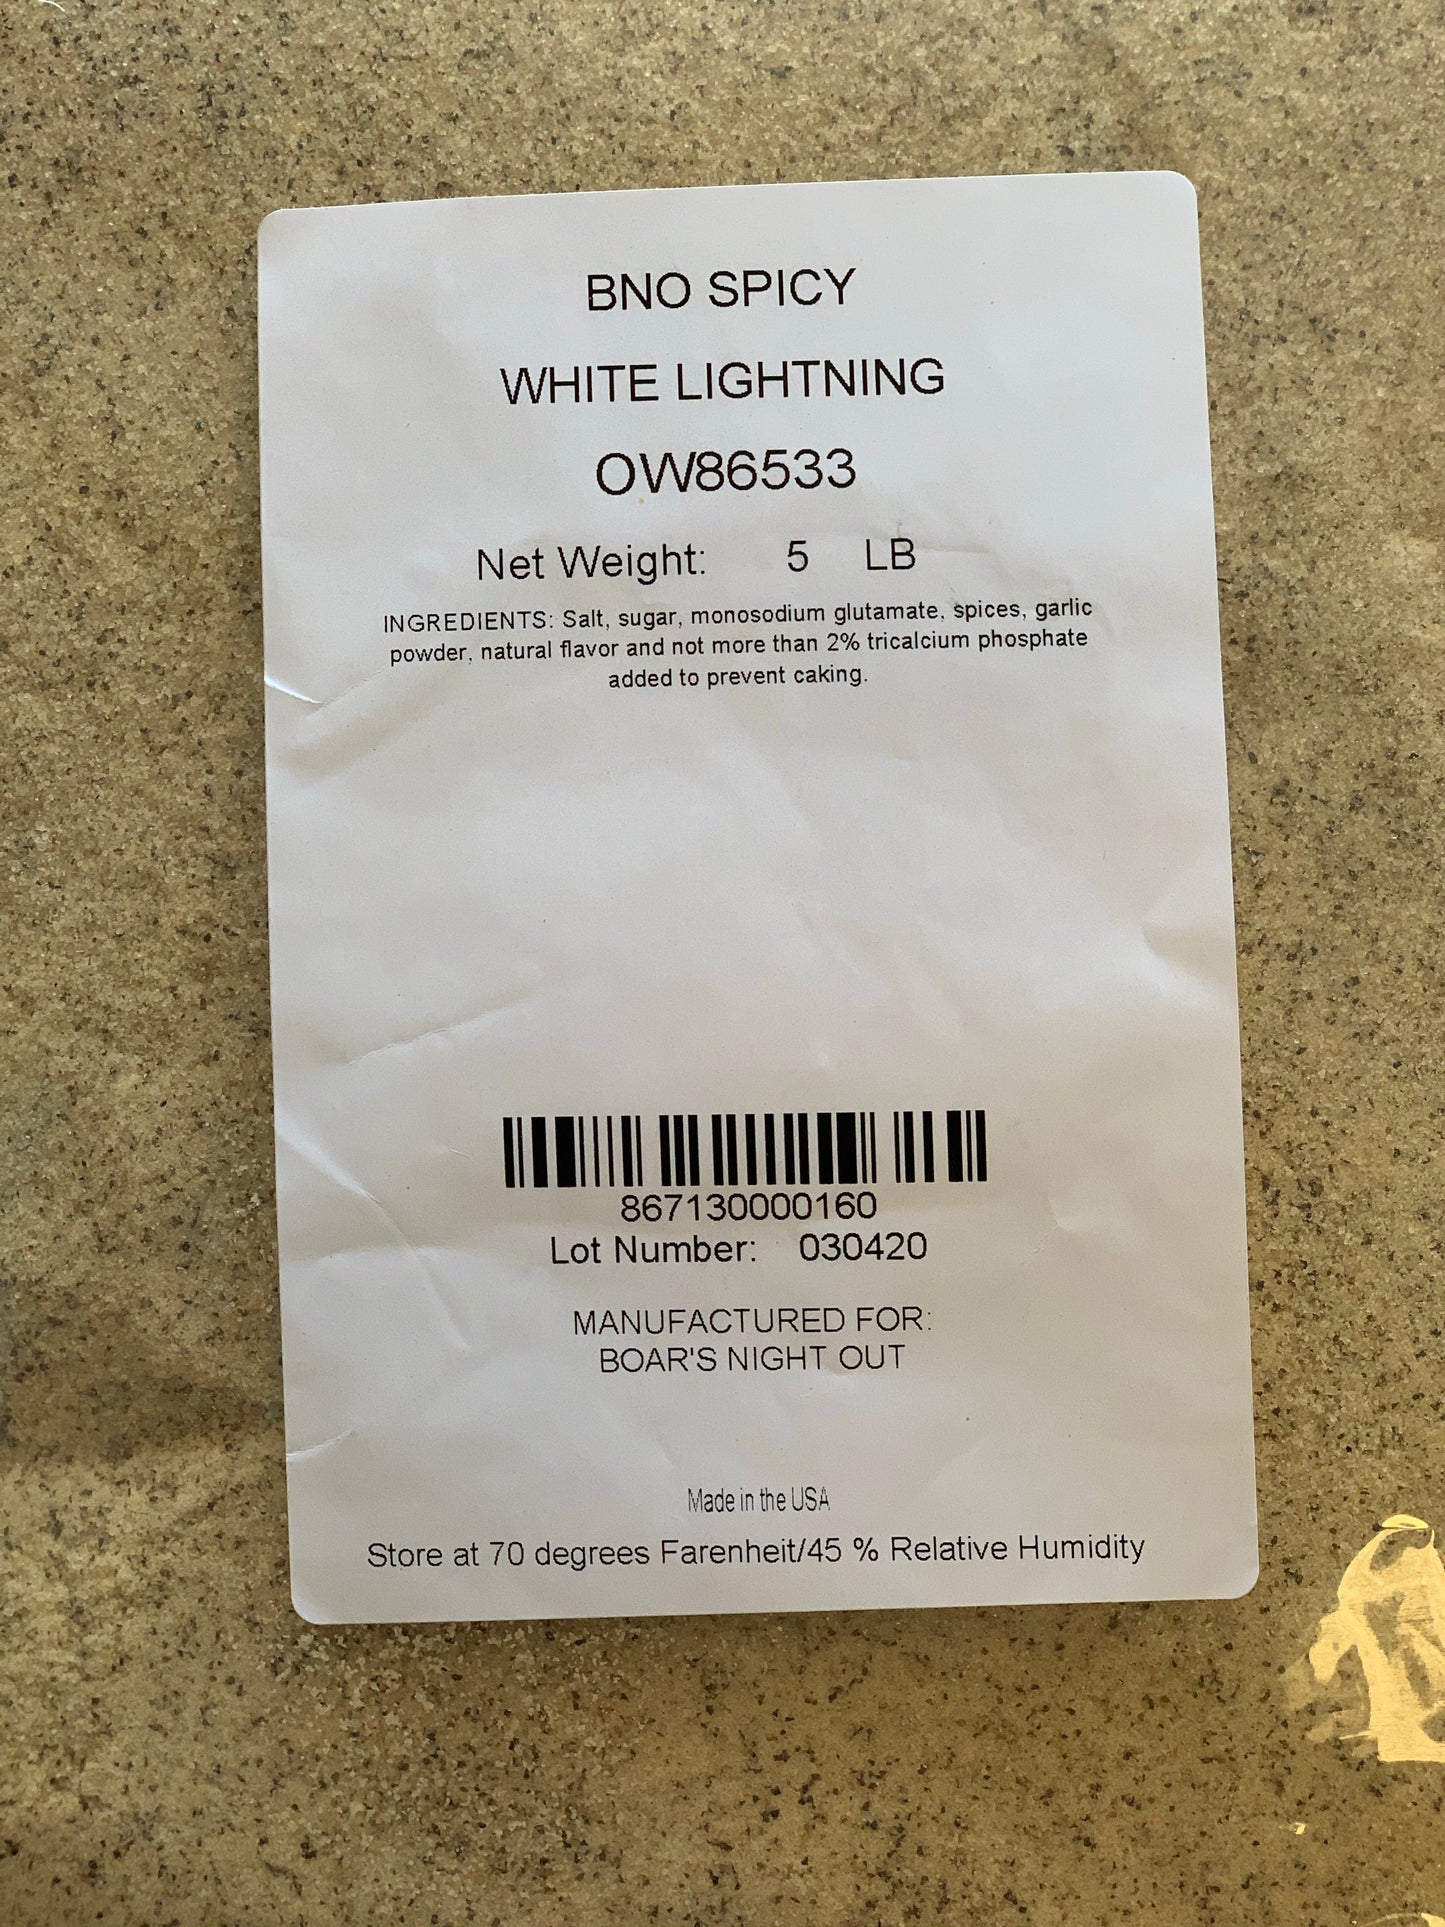 BNO SPICY
WHITE LIGHTNING
OW86533
Net Weight: 5 LB
INGREDIENTS: Salt, sugar, monosodium glutamate, spices, garlic
powder, natural flavor and not more than 2% tricalcium phosphate
added to prevent caking.
867130000160
Lot Number: 030420
MANUFACTURED FOR:
BOAR'S NIGHT OUT
Made in the USA
Store at 70 degrees Farenheit/45 % Relative Humidity